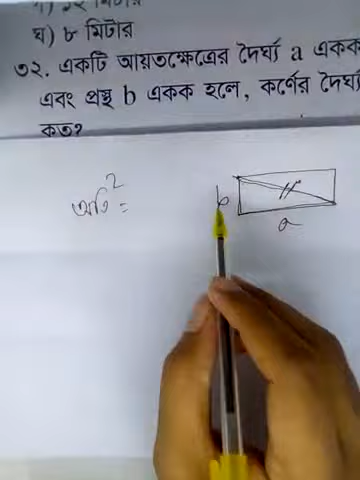 ঘ) ৮ মিটার
৩২. একটি আয়তক্ষেত্রের দৈর্ঘ্য a একক
এবং প্রস্থ b একক হলে, কর্ণের দৈর্ঘ্য
কত?
অতি² =
b
a